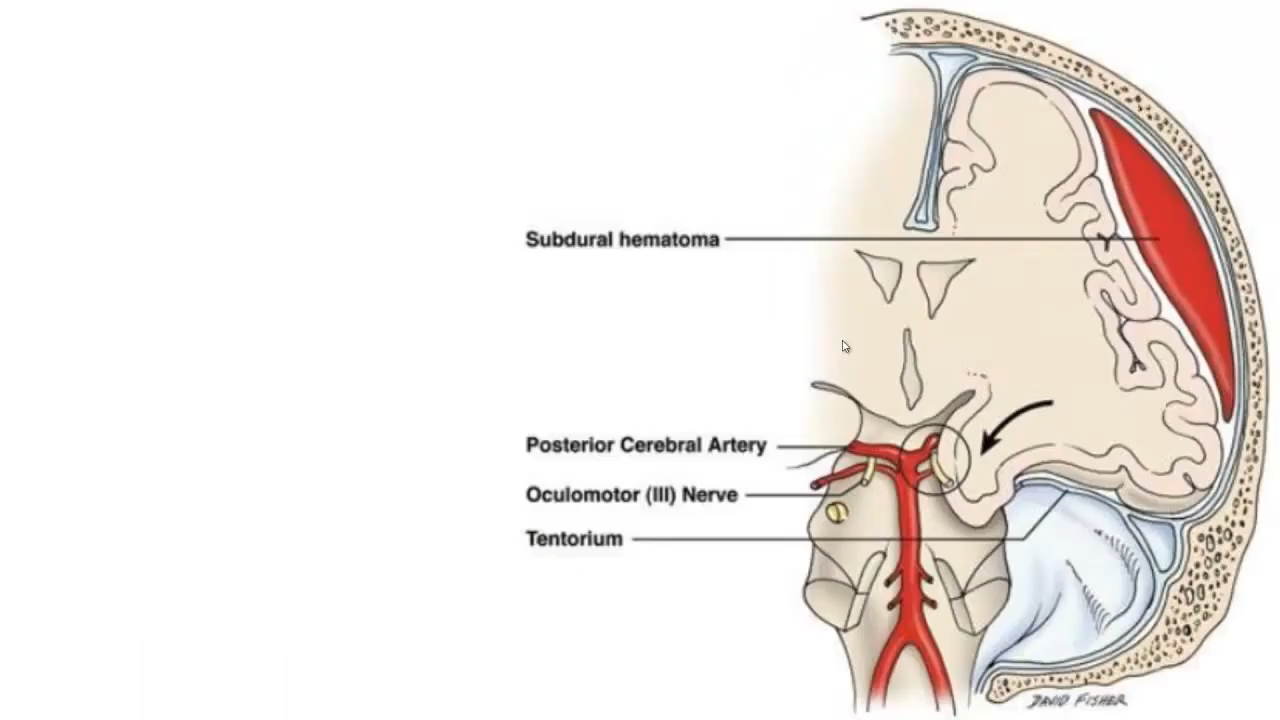 Subdural hematoma
Posterior Cerebral Artery
Oculomotor (III) Nerve
Tentorium
DAVID FISHER